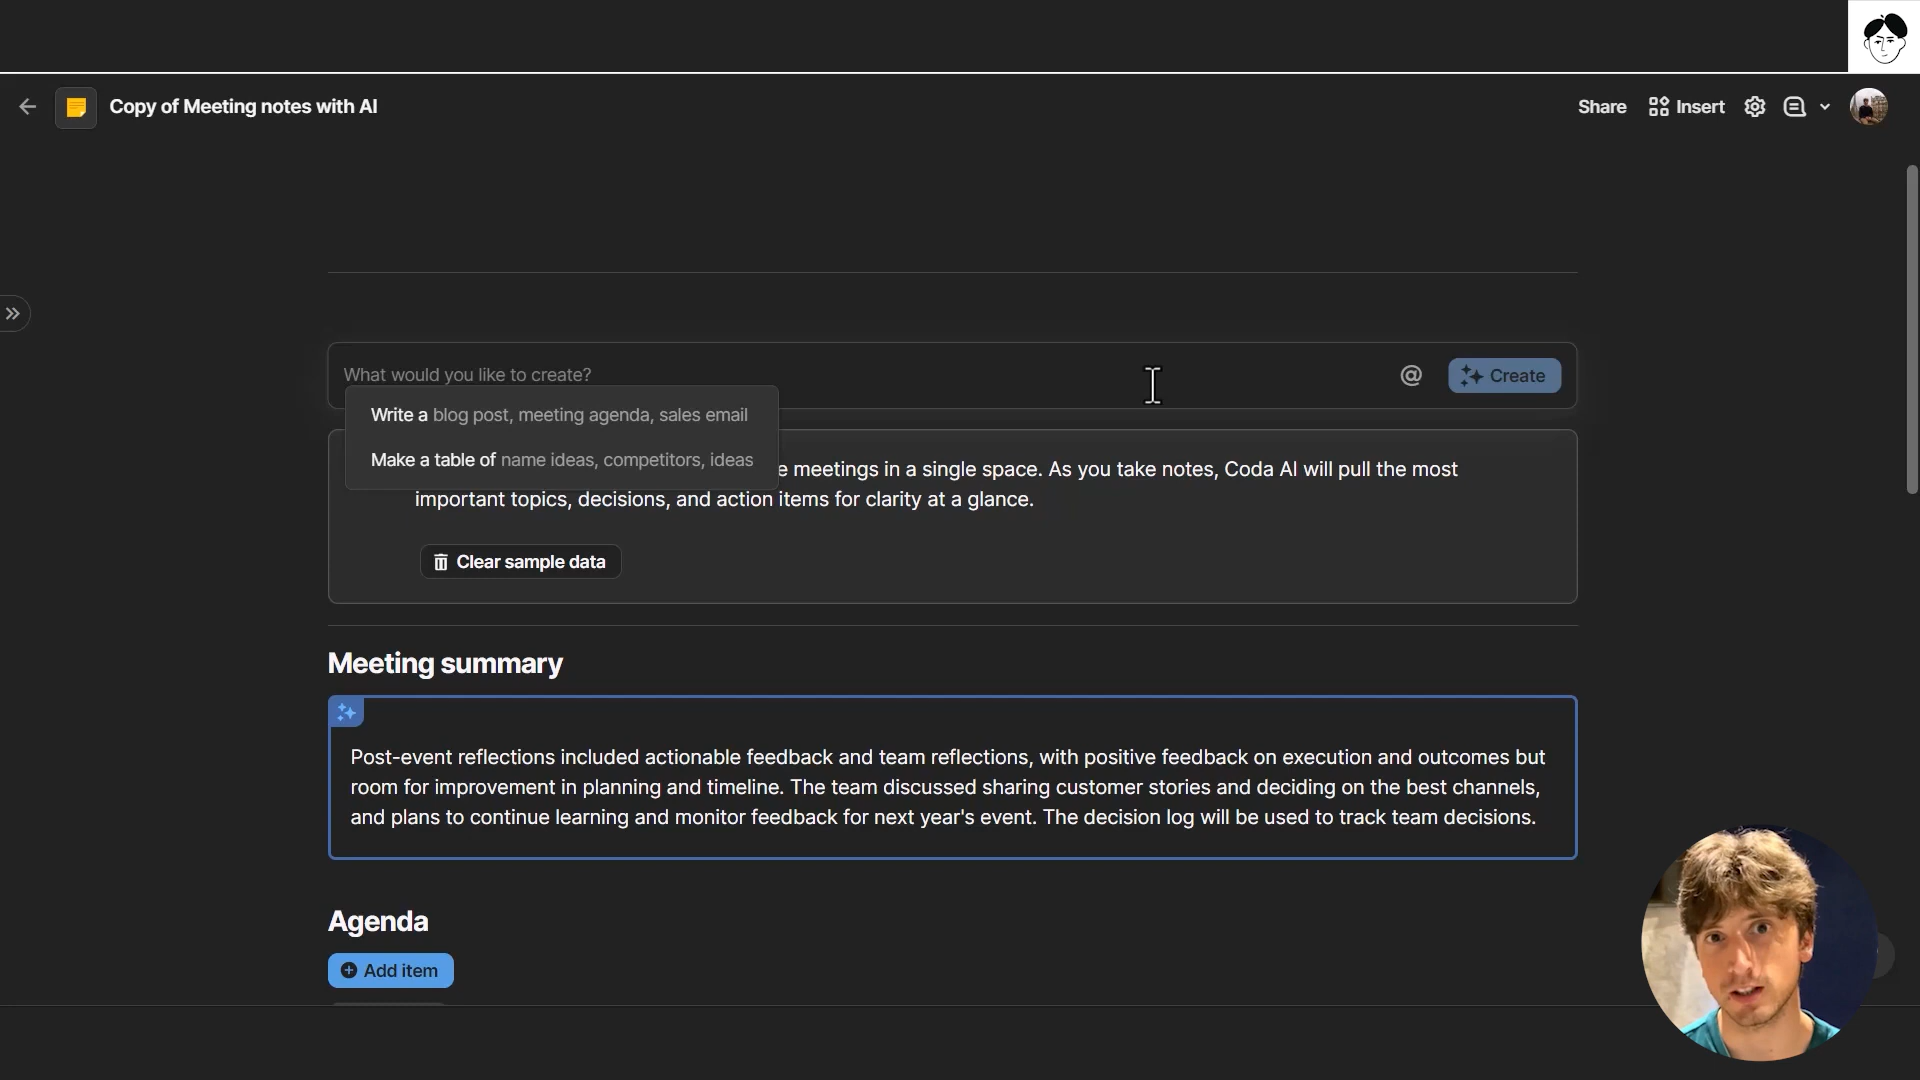 Copy of Meeting notes with AI
Share
Insert
What would you like to create?
@
Create
Write a blog post, meeting agenda, sales email
Make a table of name ideas, competitors, ideas
e meetings in a single space. As you take notes, Coda AI will pull the most
important topics, decisions, and action items for clarity at a glance.
Clear sample data
Meeting summary
Post-event reflections included actionable feedback and team reflections, with positive feedback on execution and outcomes but
room for improvement in planning and timeline. The team discussed sharing customer stories and deciding on the best channels,
and plans to continue learning and monitor feedback for next year's event. The decision log will be used to track team decisions.
Agenda
Add item